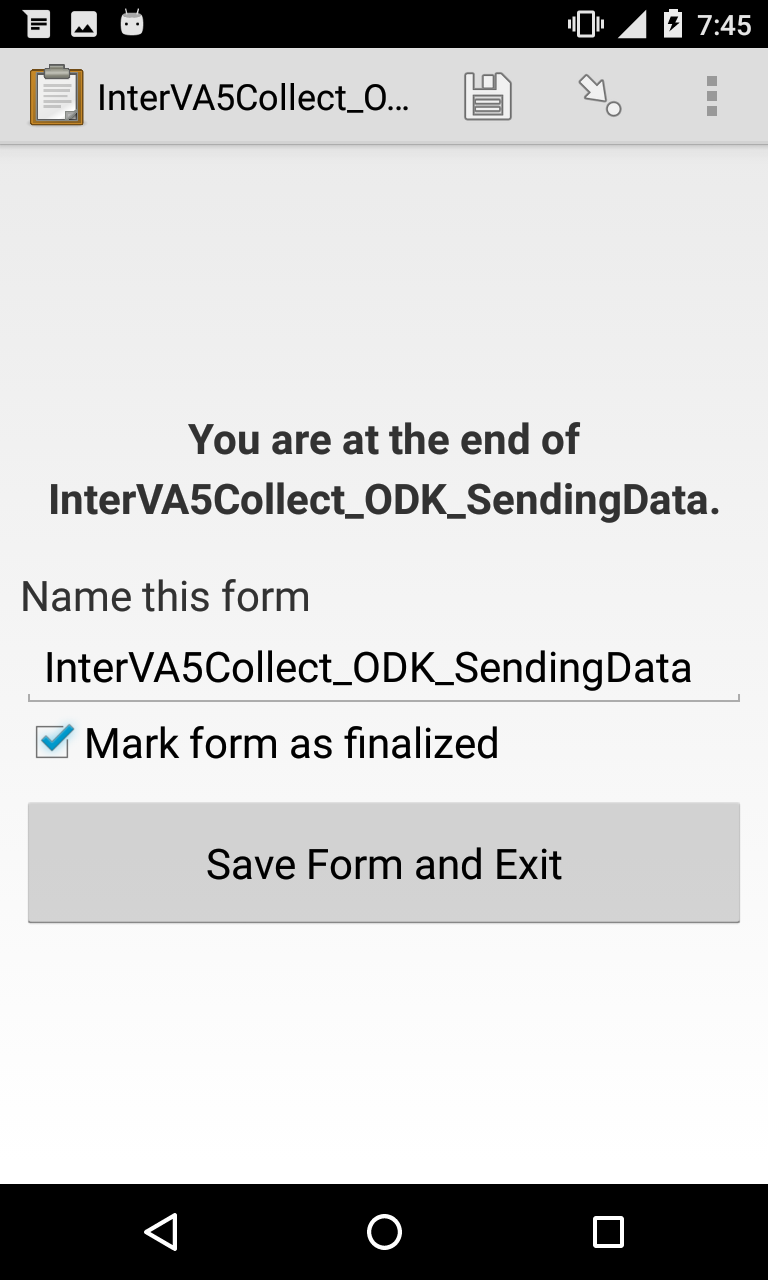 7:45
InterVA5Collect_O...
You are at the end of
InterVA5Collect_ODK_SendingData.
Name this form
InterVA5Collect_ODK_SendingData
Mark form as finalized
Save Form and Exit